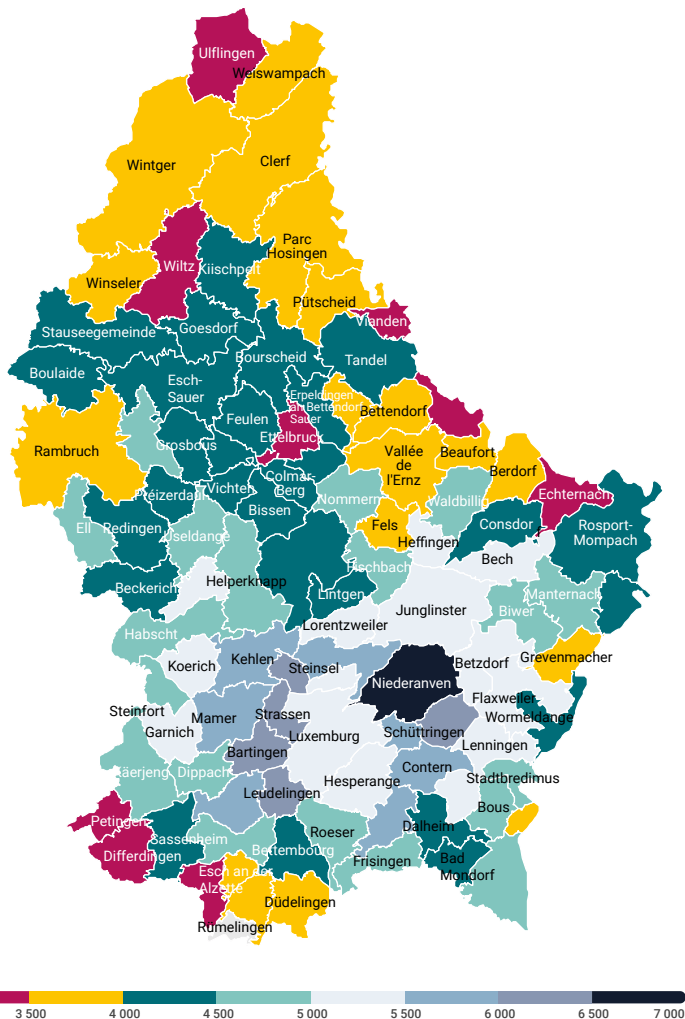 Ulflingen
Weiswampach
Wintger
Clerf
Parc
Hosingen
Wiltz
Kiischpelt
Winseler
Pütscheid
Vianden
Stauseegemeinde
Goesdorf
Bourscheid
Tandel
Boulaide
Esch-
Sauer
Erpeldingen
an
Bettendorf
Sauer
Bettendorf
Feulen
Ettelbruck
Grosbous
Rambruch
Vallée
de
l'Ernz
Beaufort
Berdorf
Colmar-
Berg
Préizerdaul
Vichten
Nommern
Waldbillig
Echternach
Bissen
Ell
Redingen
Useldange
Fels
Heffingen
Consdor
Rosport-
Mompach
Bech
Fischbach
Beckerich
Helperknapp
Lintgen
Junglinster
Manternach
Biwer
Lorentzweiler
Habscht
Koerich
Kehlen
Steinsel
Betzdorf
Grevenmacher
Niederanven
Flaxweiler
Steinfort
Mamer
Strassen
Wormeldange
Garnich
Luxemburg
Schüttringen
Lenningen
Bartingen
Käerjeng
Dippach
Hesperange
Contern
Stadtbredimus
Leudelingen
Bous
Petingen
Sassenheim
Roeser
Dalheim
Differdingen
Bettembourg
Frisingen
Bad
Mondorf
Esch an der
Alzette
Düdelingen
Rümelingen
3 500 4 000 4 500 5 000 5 500 6 000 6 500 7 000